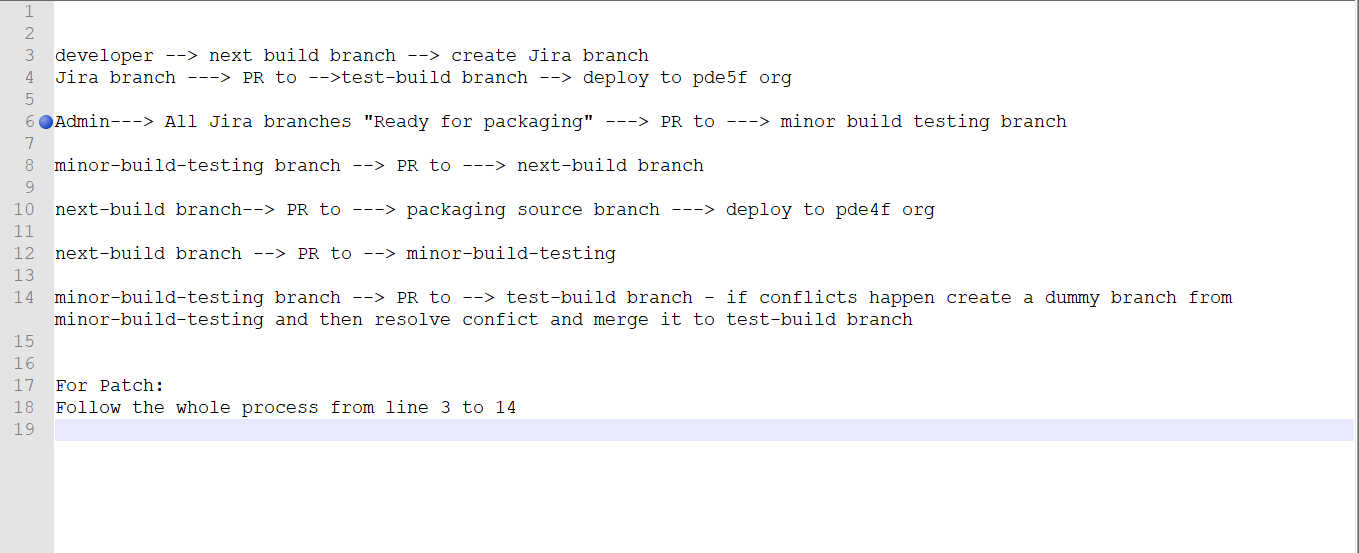 1
2
3 developer --> next build branch --> create Jira branch
4 Jira branch ---> PR to -->test-build branch --> deploy to pde5f org
5
6 Admin---> All Jira branches "Ready for packaging" ---> PR to ---> minor build testing branch
7
8 minor-build-testing branch --> PR to ---> next-build branch
9
10 next-build branch--> PR to ---> packaging source branch ---> deploy to pde4f org
11
12 next-build branch --> PR to --> minor-build-testing
13
14 minor-build-testing branch --> PR to --> test-build branch - if conflicts happen create a dummy branch from
minor-build-testing and then resolve confict and merge it to test-build branch
15
16
17 For Patch:
18 Follow the whole process from line 3 to 14
19